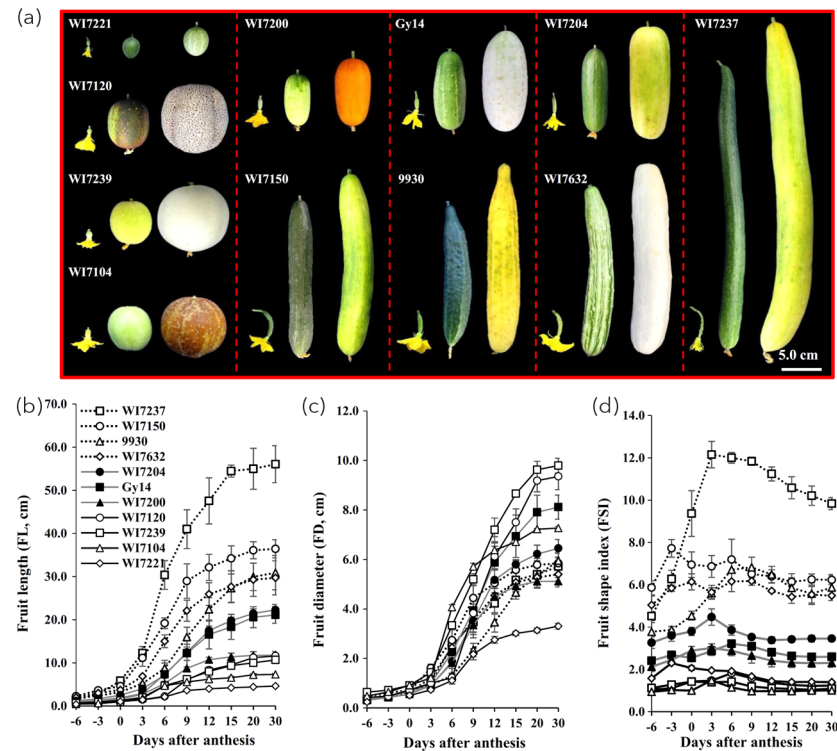 (a)
WI7221
WI7200
Gy14
WI7204
WI7237
WI7120
WI7239
WI7150
9930
WI7632
WI7104
5.0 cm
(b)
70.0
60.0
50.0
40.0
30.0
20.0
10.0
0.0
Fruit length (FL, cm)
WI7237
WI7150
9930
WI7632
WI7204
Gy14
WI7200
WI7120
WI7239
WI7104
WI7221
-6 -3 0 3 6 9 12 15 20 30
Days after anthesis
(c)
12.0
10.0
8.0
6.0
4.0
2.0
0.0
Fruit diameter (FD, cm)
-6 -3 0 3 6 9 12 15 20 30
Days after anthesis
(d)
14.0
12.0
10.0
8.0
6.0
4.0
2.0
0.0
Fruit shape index (FSI)
-6 -3 0 3 6 9 12 15 20 30
Days after anthesis